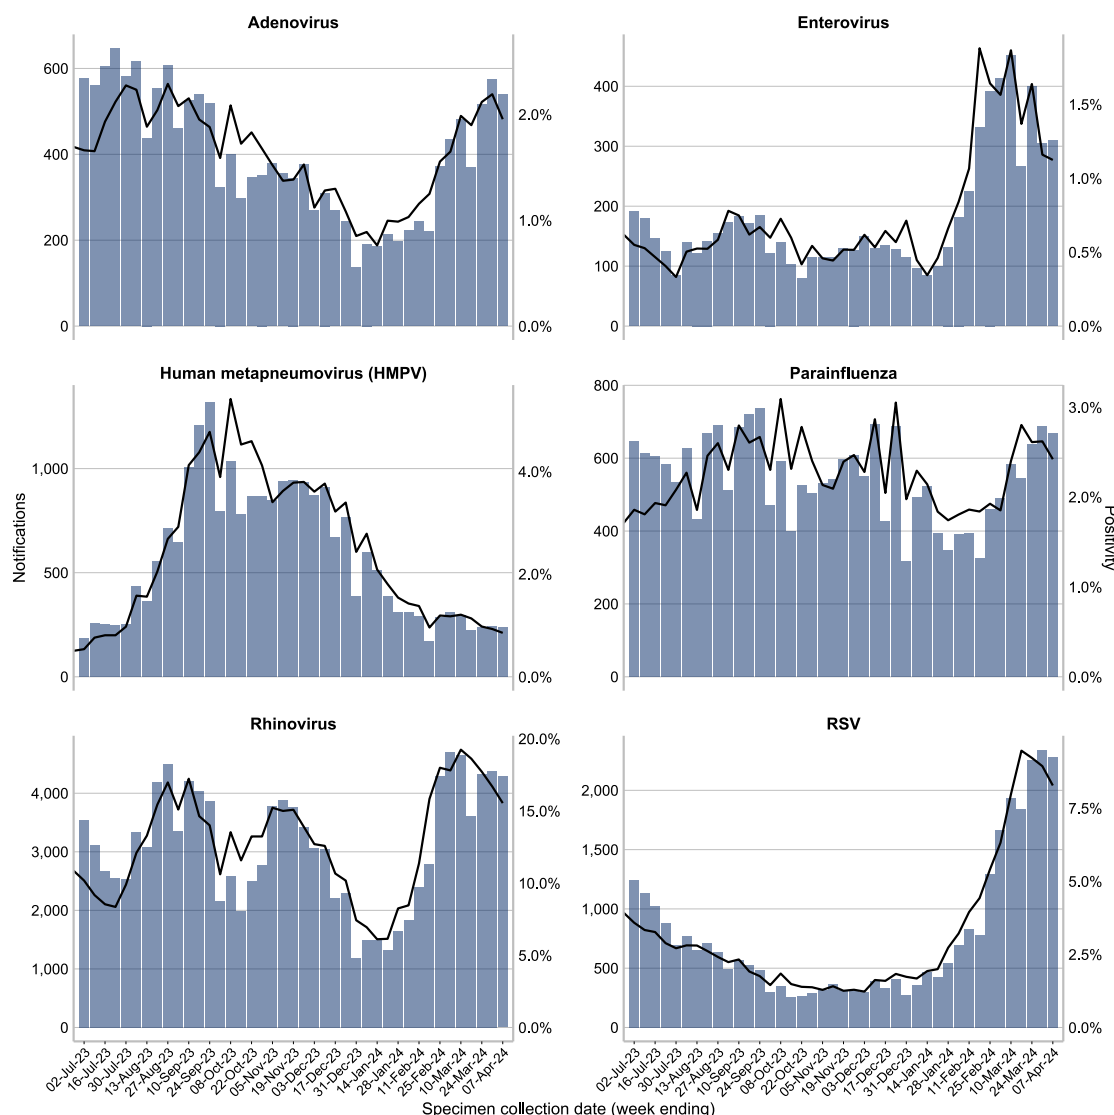 Adenovirus
Enterovirus
600
400
200
0
2.0%
1.0%
0.0%
400
300
200
100
0
1.5%
1.0%
0.5%
0.0%
Human metapneumovirus (HMPV)
Parainfluenza
Notifications
1,000
500
0
4.0%
2.0%
0.0%
800
600
400
200
0
3.0%
2.0%
1.0%
0.0%
Positivity
Rhinovirus
RSV
4,000
3,000
2,000
1,000
0
20.0%
15.0%
10.0%
5.0%
0.0%
2,000
1,500
1,000
500
0
7.5%
5.0%
2.5%
0.0%
02-Jul-23
16-Jul-23
30-Jul-23
13-Aug-23
27-Aug-23
10-Sep-23
24-Sep-23
08-Oct-23
22-Oct-23
05-Nov-23
19-Nov-23
03-Dec-23
17-Dec-23
31-Dec-23
14-Jan-24
28-Jan-24
11-Feb-24
25-Feb-24
10-Mar-24
24-Mar-24
07-Apr-24
02-Jul-23
16-Jul-23
30-Jul-23
13-Aug-23
27-Aug-23
10-Sep-23
24-Sep-23
08-Oct-23
22-Oct-23
05-Nov-23
19-Nov-23
03-Dec-23
17-Dec-23
31-Dec-23
14-Jan-24
28-Jan-24
11-Feb-24
25-Feb-24
10-Mar-24
24-Mar-24
07-Apr-24
Specimen collection date (week ending)